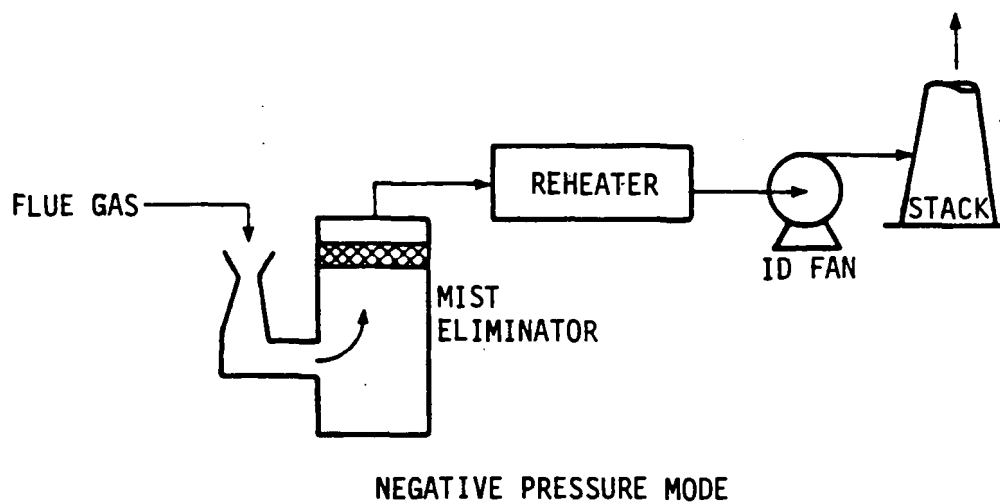 FLUE GAS
REHEATER
STACK
ID FAN
MIST
ELIMINATOR
NEGATIVE PRESSURE MODE